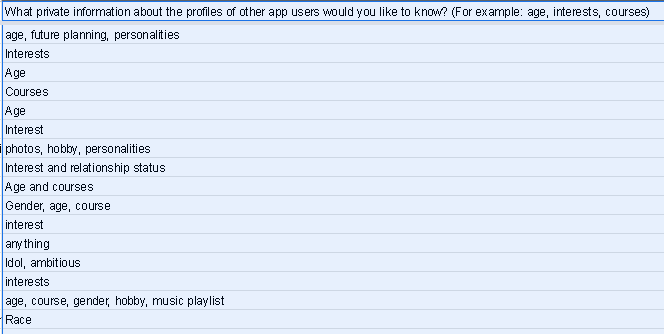 What private information about the profiles of other app users would you like to know? (For example: age, interests, courses)
age, future planning, personalities
Interests
Age
Courses
Age
Interest
photos, hobby, personalities
Interest and relationship status
Age and courses
Gender, age, course
interest
anything
Idol, ambitious
interests
age, course, gender, hobby, music playlist
Race